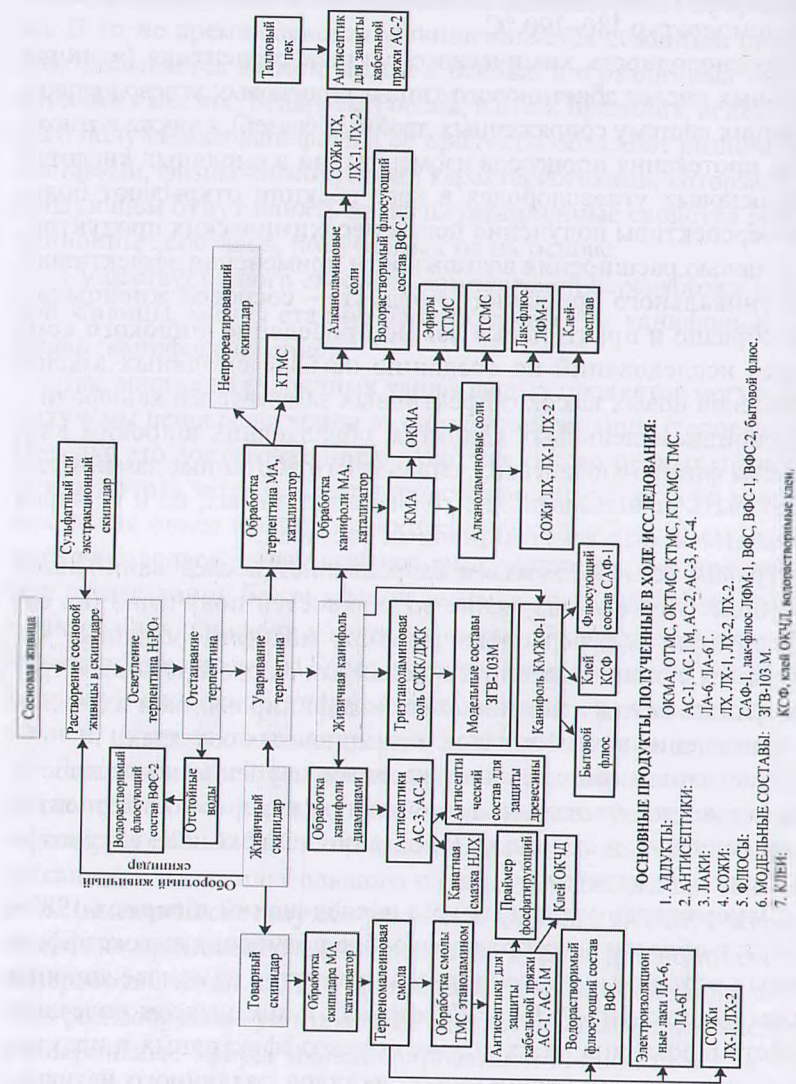 Сосновая живица
Сульфатный или
экстракционный
скипидар
Растворение сосновой
живицы в скипидаре
Осветление
терпентина H₃PO₄
Отстаивание
терпентина
Уваривание
терпентина
Водорастворимый
флюсующий
состав ВФС-2
Отстойные
воды
Оборотный живичный
скипидар
Живичный
скипидар
Живичная канифоль
Обработка
терпентина МА,
катализатор
Непрореагировавший
скипидар
КТМС
Алканоламиновые
соли
СОЖи ЛХ,
ЛХ-1, ЛХ-2
Талловый
пек
Антисептик
для защиты
кабельной
пряжи АС-2
Водорастворимый флюсующий
состав ВФС-1
Эфиры
КТМС
КТСМС
Лак-флюс
ЛФМ-1
Клей-
расплав
Обработка
канифоли МА,
катализатор
КМА
ОКМА
Алканоламиновые соли
СОЖи ЛХ, ЛХ-1, ЛХ-2
Триэтаноламиновая
соль СЖК/ДЖК
Модельные составы
ЗГВ-103М
Канифоль КМЖФ-1
Бытовой
флюс
Клей
КСФ
Флюсующий
состав САФ-1
Обработка
канифоли
диаминами
Антисептики
АС-3, АС-4
Канатная
смазка НДХ
Антисепти-
ческий
состав для
защиты
древесины
Товарный
скипидар
Обработка
скипидара МА,
катализатор
Терпеномалеиновая
смола
Обработка смолы
ТМС этаноламином
Антисептики для
защиты
кабельной пряжи
АС-1, АС-1М
Праймер
фосфатирующий
Клей ОКЧД
Водорастворимый
флюсующий состав
ВФС
Электроизоляцион-
ные лаки ЛА-6,
ЛА-6Г
СОЖи
ЛХ-1, ЛХ-2
ОСНОВНЫЕ ПРОДУКТЫ, ПОЛУЧЕННЫЕ В ХОДЕ ИССЛЕДОВАНИЯ:
1. АДДУКТЫ: ОКМА, ОТМС, ОКТМС, КТМС, КТСМС, ТМС
2. АНТИСЕПТИКИ: АС-1, АС-1 М, АС-2, АС-3, АС-4.
3. ЛАКИ: ЛА-6, ЛА-6 Г.
4. СОЖи: ЛХ, ЛХ-1, ЛХ-2, ЛХ-2.
5. ФЛЮСЫ: САФ-1, лак-флюс ЛФМ-1, ВФС, ВФС-1, ВФС-2, бытовой флюс.
6. МОДЕЛЬНЫЕ СОСТАВЫ: ЗГВ-103 М.
7. КЛЕИ: КСФ, клей ОКЧД, водорастворимые клеи.